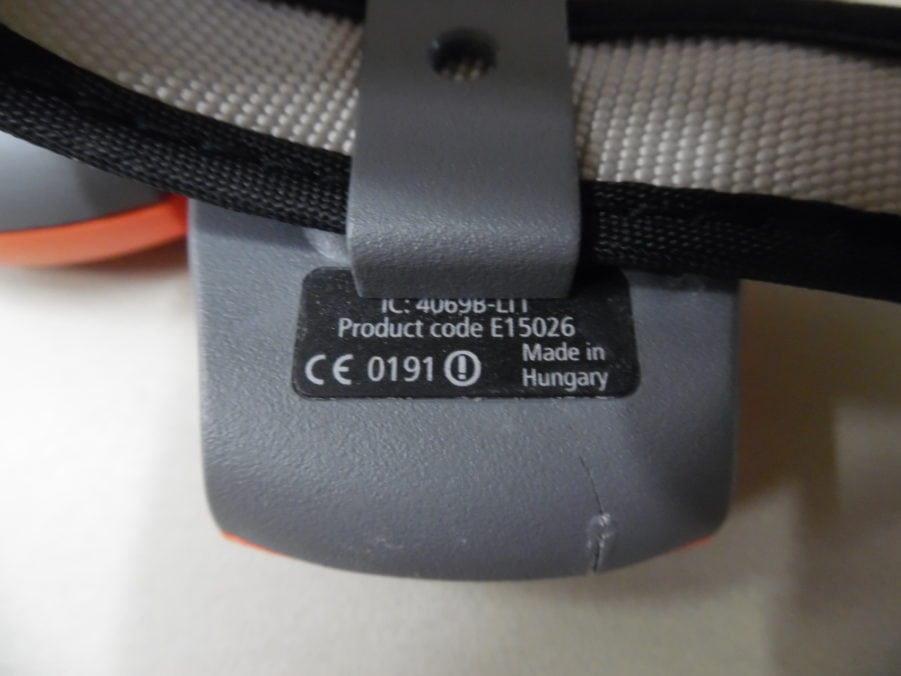 IC: 4069B-LIT
Product code E15026
CE 0191
Made in
Hungary